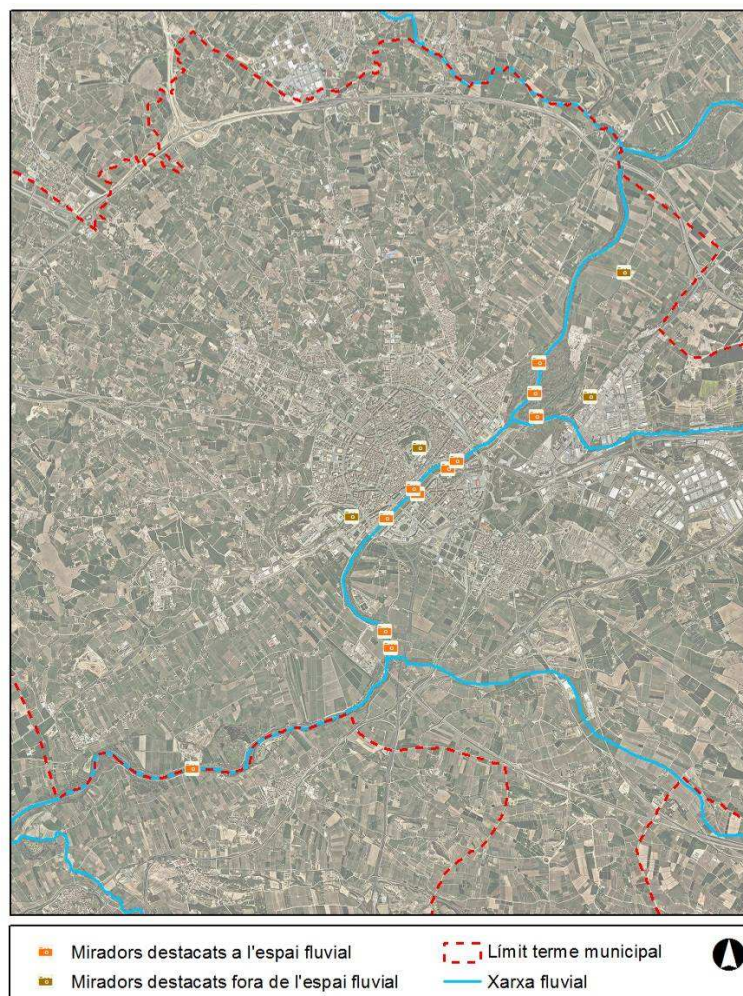 Miradors destacats a l'espai fluvial
Miradors destacats fora de l'espai fluvial
Límit terme municipal
Xarxa fluvial